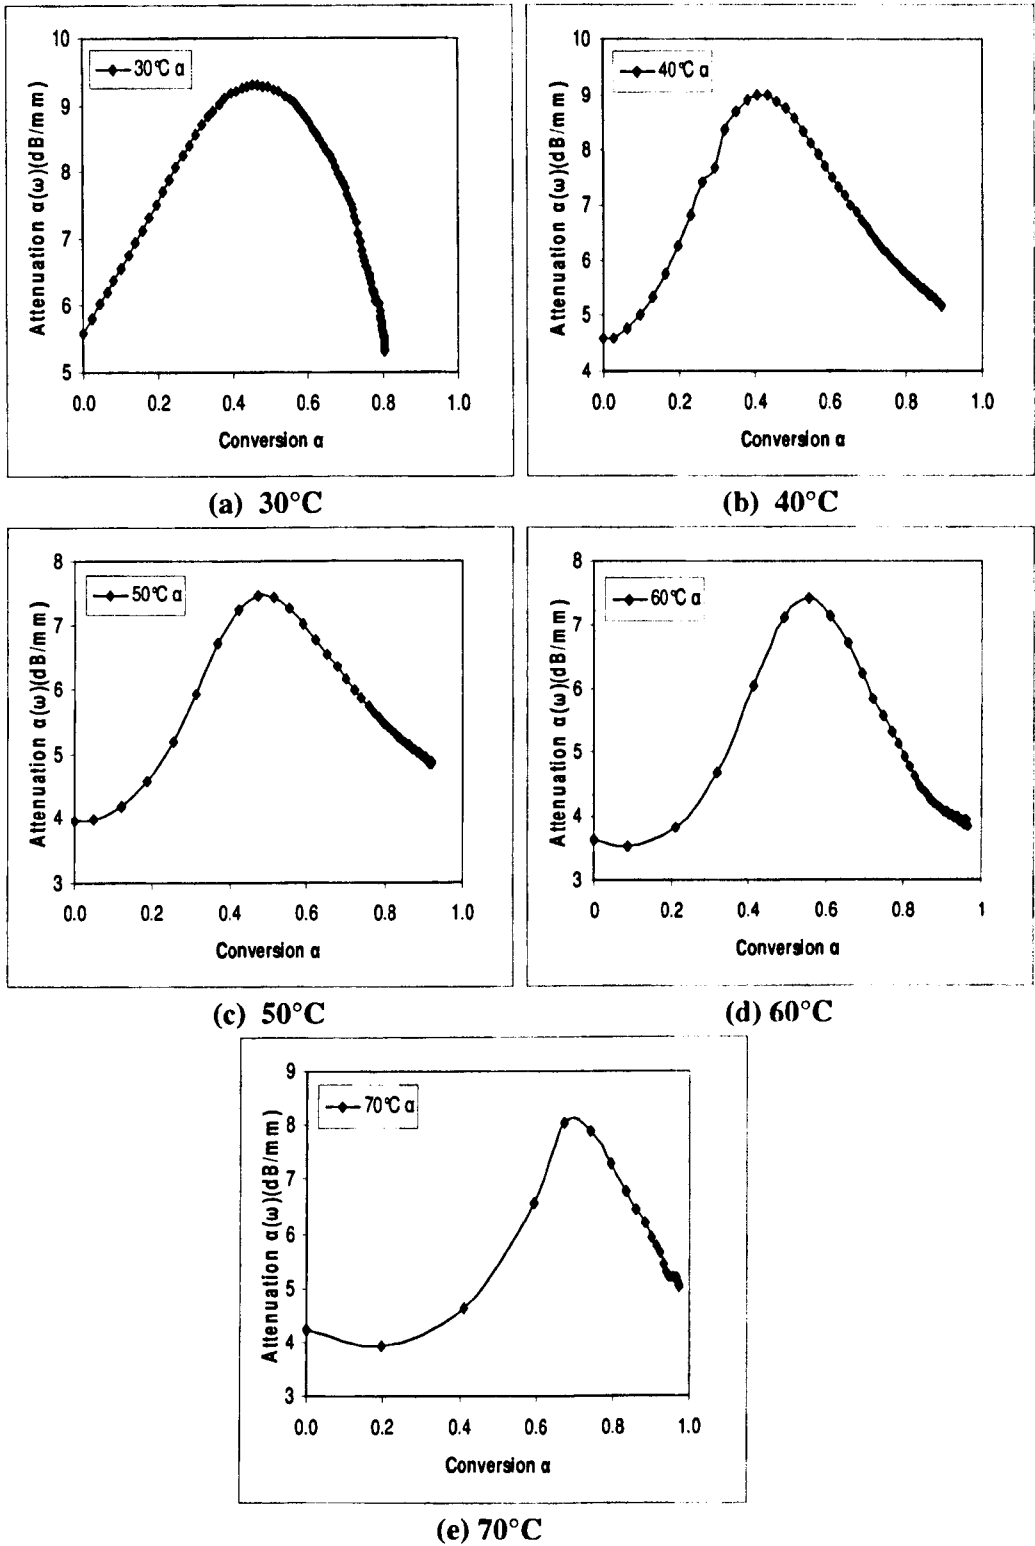 10
30°C α
9
8
7
6
5
Attenuation α(ω)(dB/mm)
0.0 0.2 0.4 0.6 0.8 1.0
Conversion α
(a) 30°C
10
40°C α
9
8
7
6
5
4
Attenuation α(ω)(dB/mm)
0.0 0.2 0.4 0.6 0.8 1.0
Conversion α
(b) 40°C
8
50°C α
7
6
5
4
3
Attenuation α(ω)(dB/mm)
0.0 0.2 0.4 0.6 0.8 1.0
Conversion α
(c) 50°C
8
60°C α
7
6
5
4
3
Attenuation α(ω)(dB/mm)
0 0.2 0.4 0.6 0.8 1
Conversion α
(d) 60°C
9
70°C α
8
7
6
5
4
3
Attenuation α(ω)(dB/mm)
0.0 0.2 0.4 0.6 0.8 1.0
Conversion α
(e) 70°C